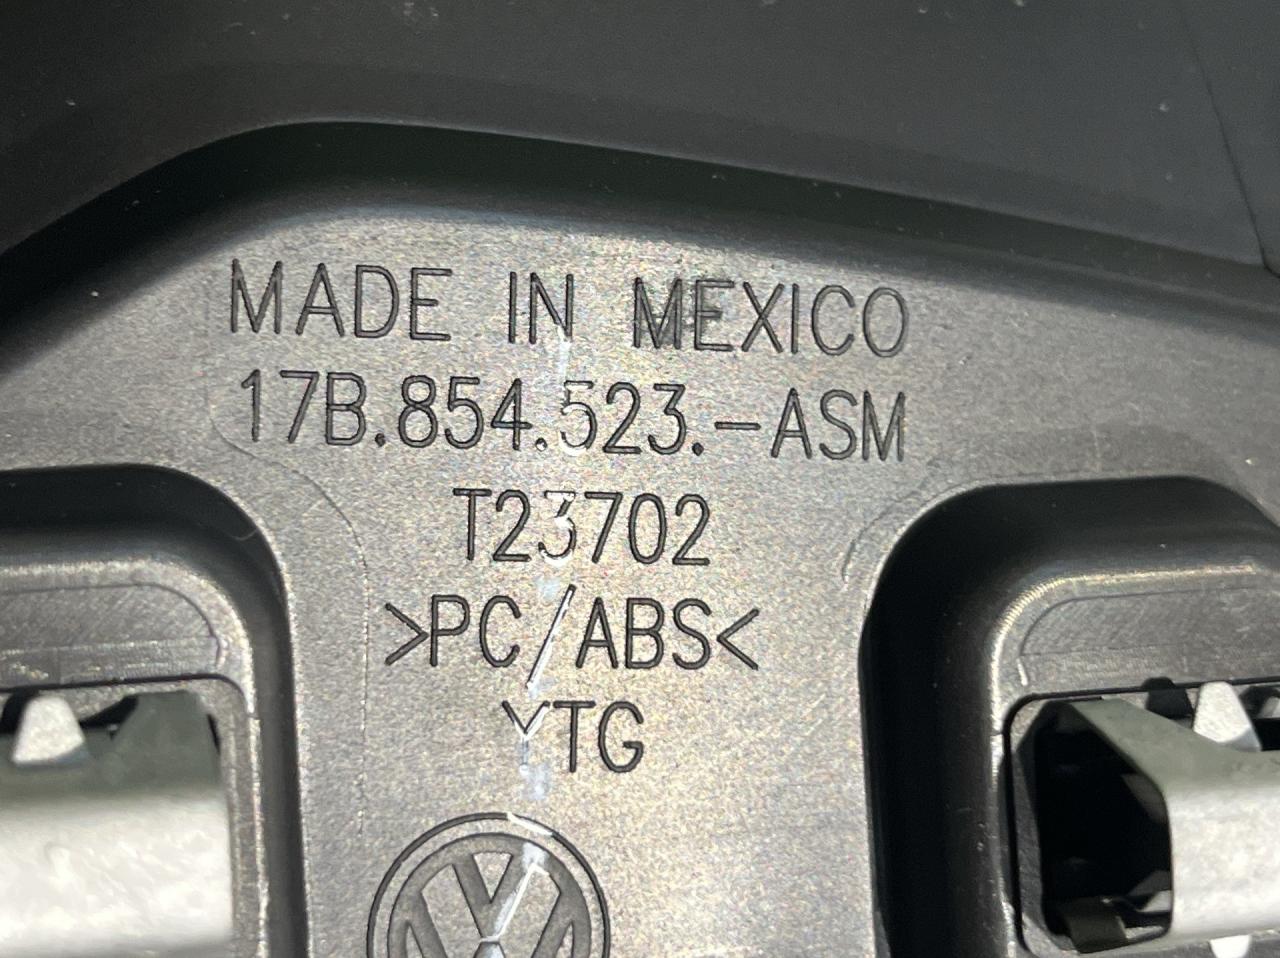 MADE IN MEXICO
17B.854.523.-ASM
T23702
>PC/ABS<
YTG